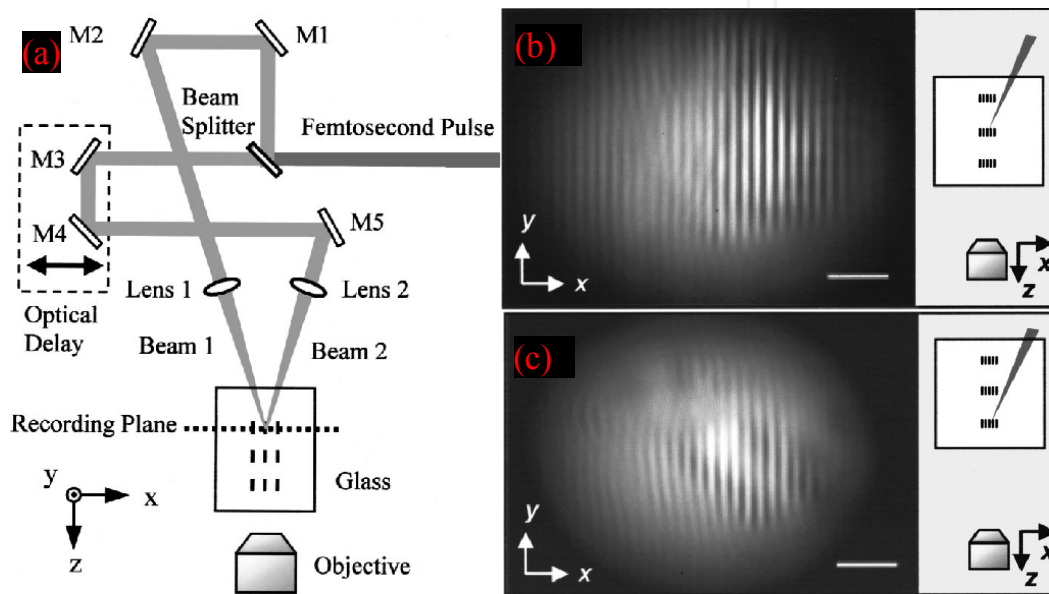 (a)
M2
M1
Beam
Splitter
Femtosecond Pulse
M3
M4
M5
Optical
Delay
Lens 1
Lens 2
Beam 1
Beam 2
Recording Plane
Glass
y
x
z
Objective
(b)
y
x
x
z
(c)
y
x
x
z